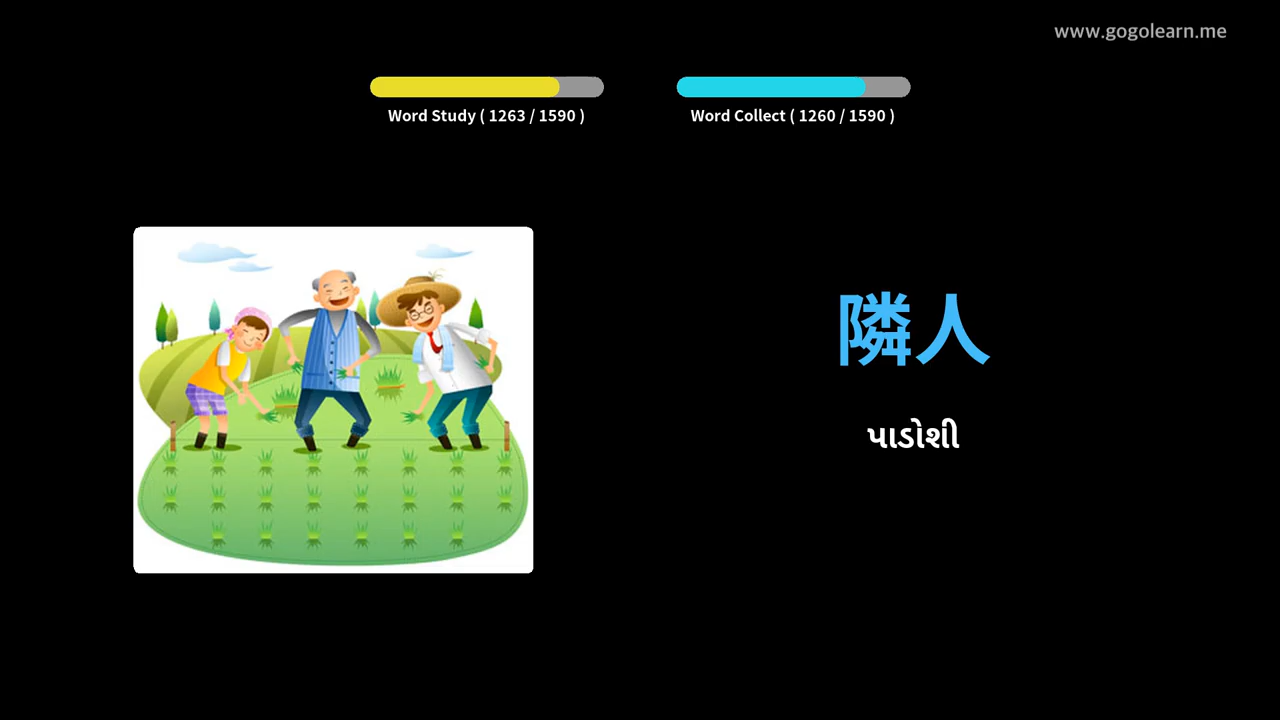 www.gogolearn.me
Word Study ( 1263 / 1590 )
Word Collect ( 1260 / 1590 )
隣人
પાડોશી